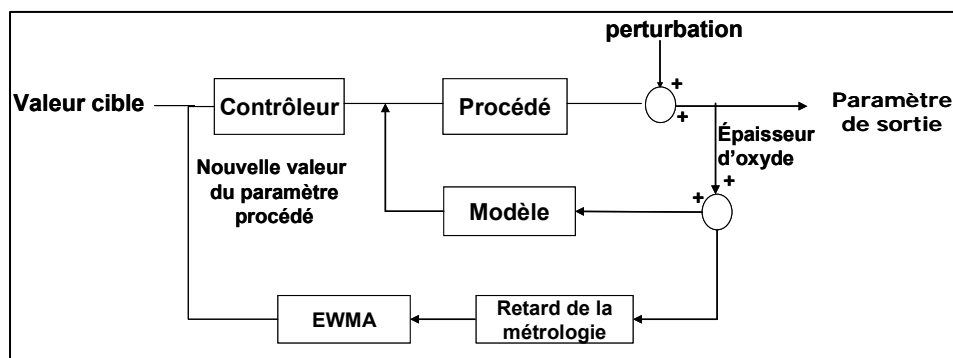 perturbation
Valeur cible
Contrôleur
Procédé
+
+
Paramètre
de sortie
Épaisseur
d'oxyde
Nouvelle valeur
du paramètre
procédé
Modèle
+
+
EWMA
Retard de la
métrologie